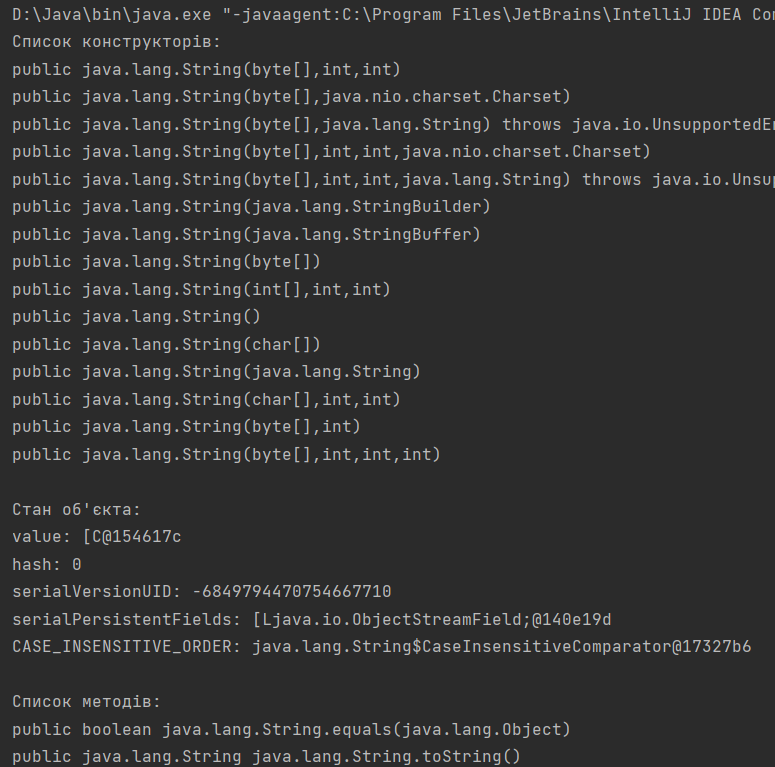 D:\Java\bin\java.exe "-javaagent:C:\Program Files\JetBrains\IntelliJ IDEA
Список конструкторів:
public java.lang.String(byte[],int,int)
public java.lang.String(byte[],java.nio.charset.Charset)
public java.lang.String(byte[],java.lang.String) throws
public java.lang.String(byte[],int,int,java.nio.charset.Charset)
public java.lang.String(byte[],int,int,java.lang.String) throws
public java.lang.String(java.lang.StringBuilder)
public java.lang.String(java.lang.StringBuffer)
public java.lang.String(byte[])
public java.lang.String(int[],int,int)
public java.lang.String()
public java.lang.String(char[])
public java.lang.String(java.lang.String)
public java.lang.String(char[],int,int)
public java.lang.String(byte[],int)
public java.lang.String(byte[],int,int,int)
Стан об'єкта:
value: [C@154617c
hash: 0
serialVersionUID: -6849794470754667710
serialPersistentFields: [Ljava.io.ObjectStreamField;@140e19d
CASE_INSENSITIVE_ORDER: java.lang.String$CaseInsensitiveComparator@17327b6
Список методів:
public boolean java.lang.String.equals(java.lang.Object)
public java.lang.String java.lang.String.toString()